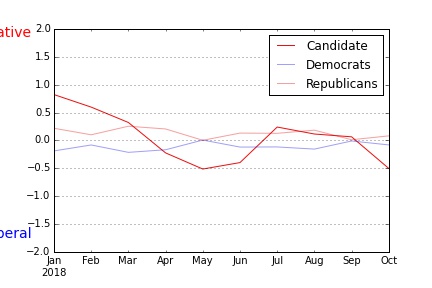 ative
2.0
1.5
1.0
0.5
0.0
−0.5
−1.0
−1.5
−2.0
beral
Candidate
Democrats
Republicans
Jan Feb Mar Apr May Jun Jul Aug Sep Oct
2018